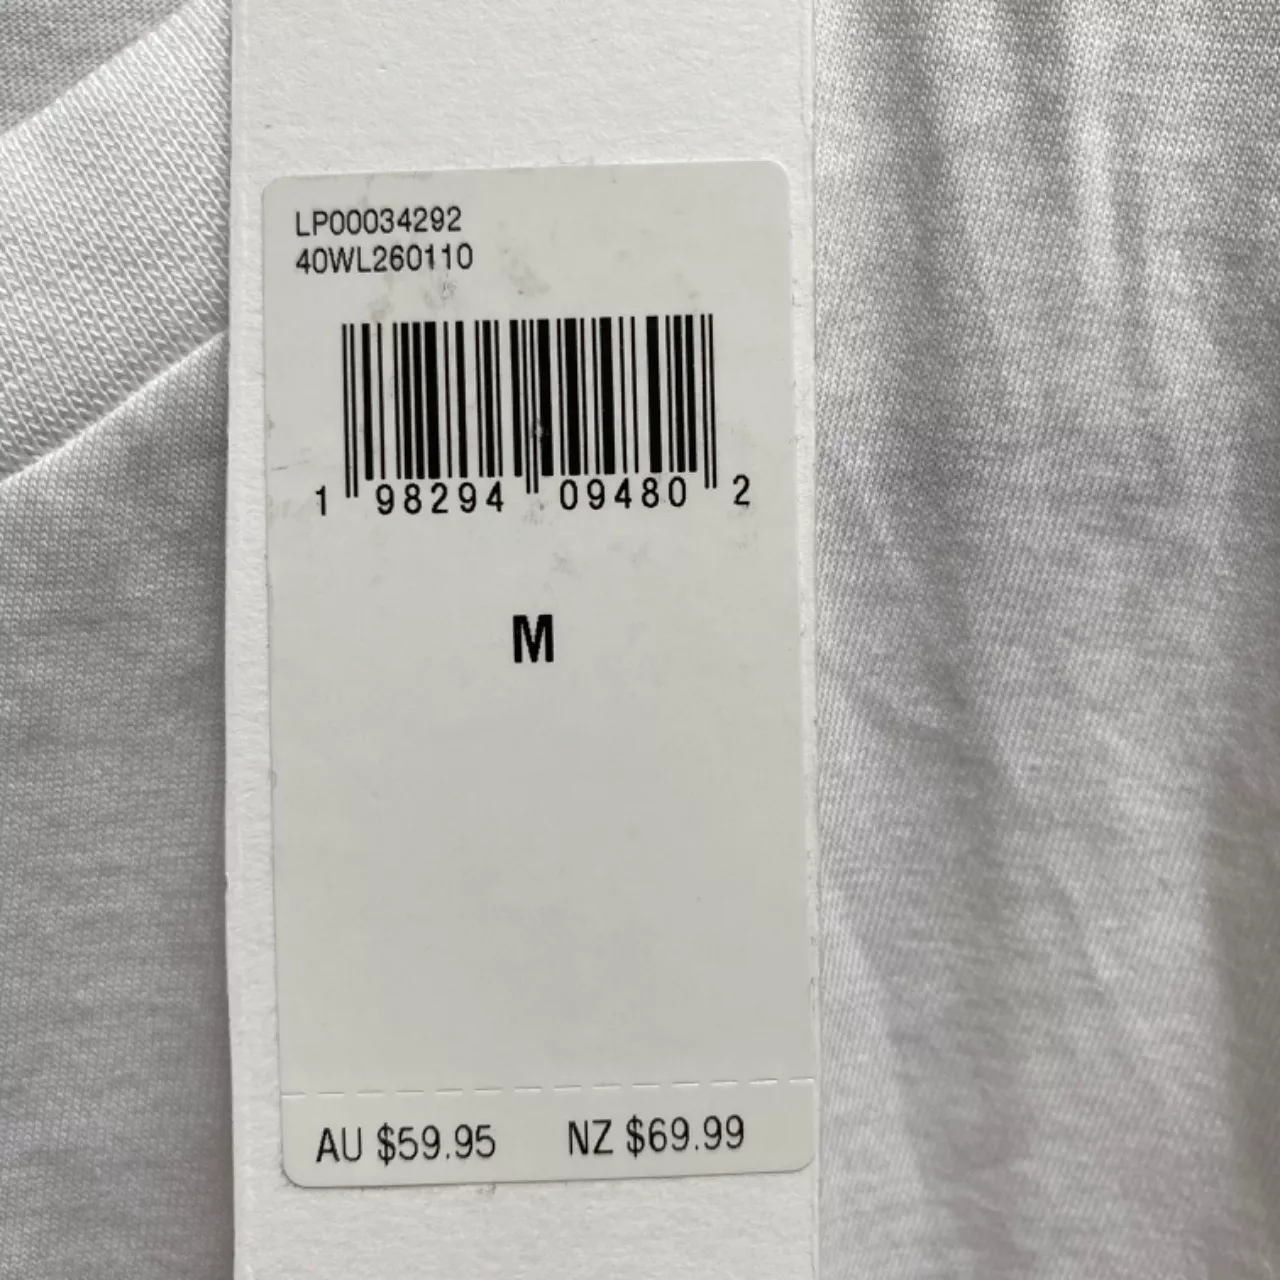 LP00034292
40WL260110
1 98294 09480 2
M
AU $59.95 NZ $69.99